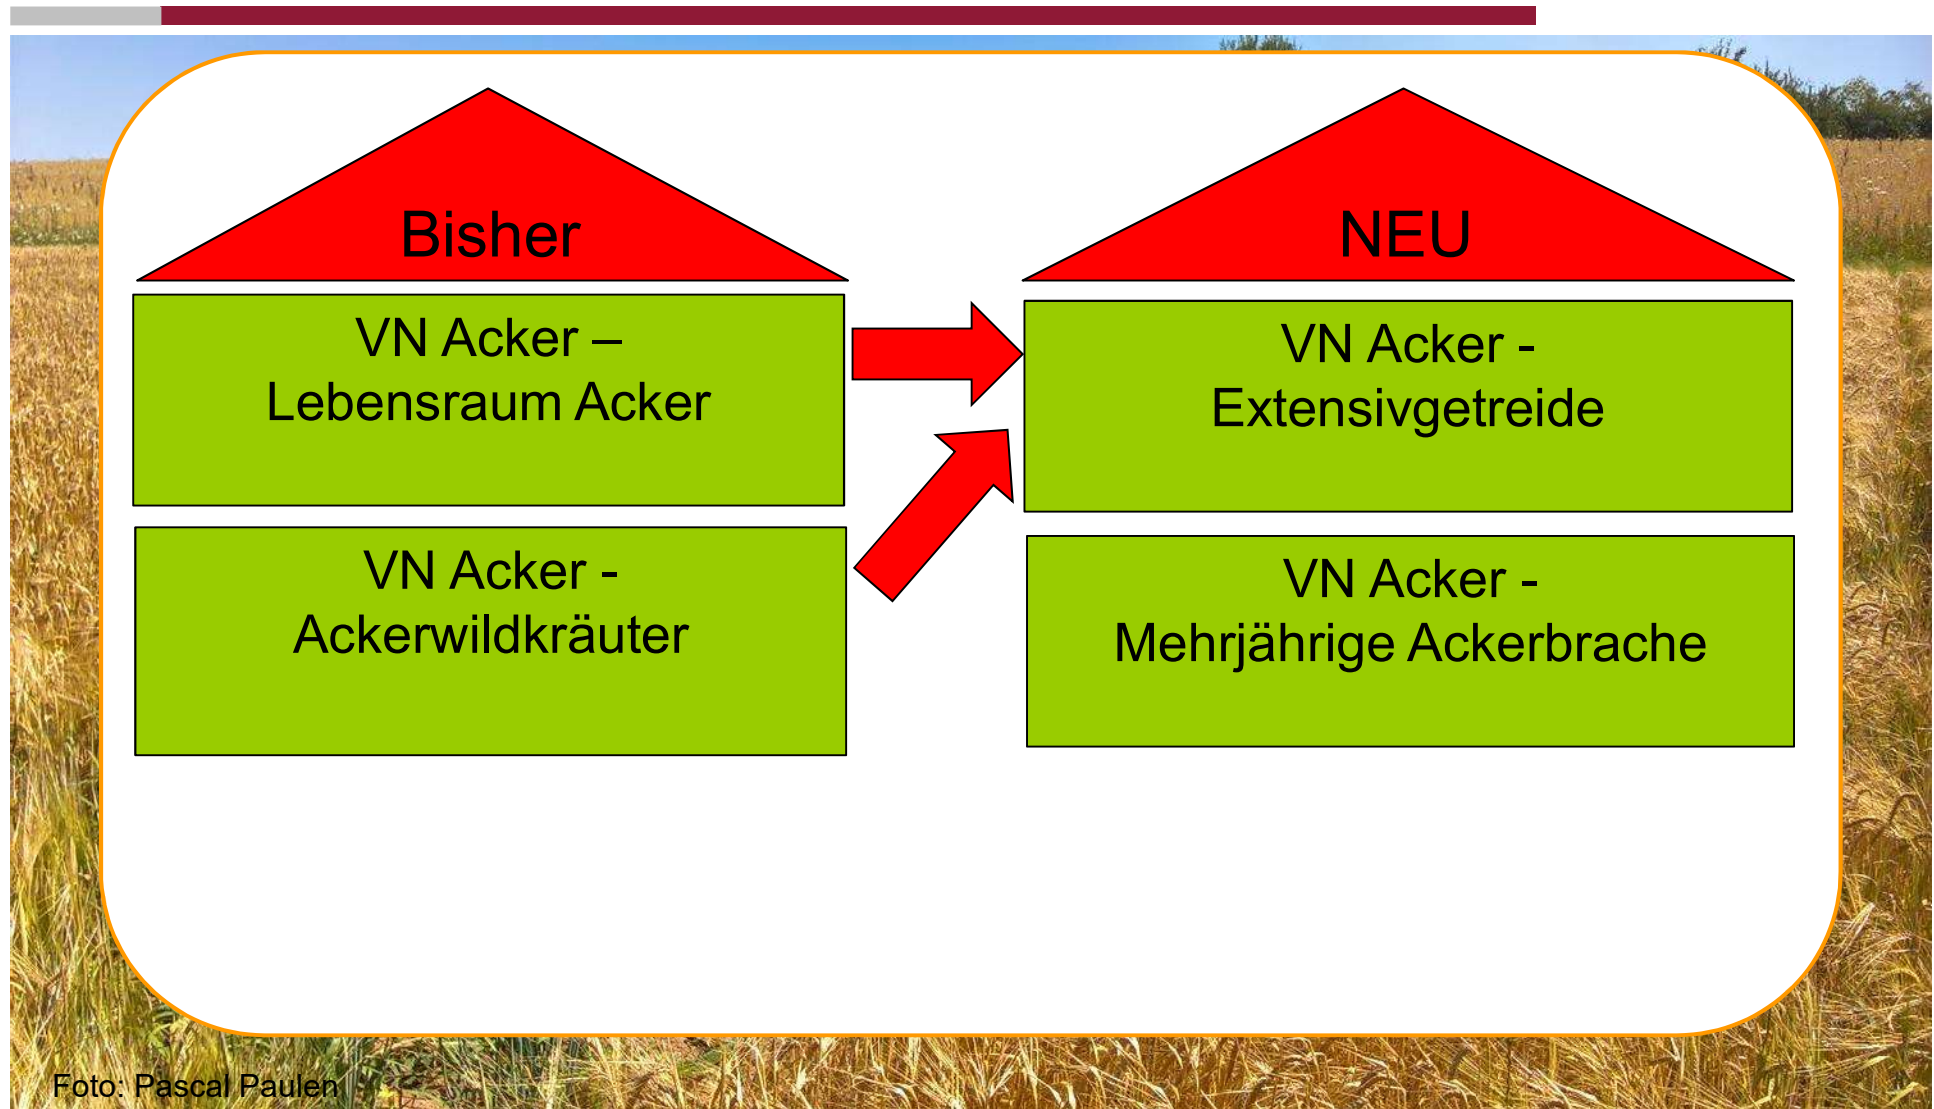 Bisher
VN Acker –
Lebensraum Acker
VN Acker -
Ackerwildkräuter
NEU
VN Acker -
Extensivgetreide
VN Acker -
Mehrjährige Ackerbrache
Foto: Pascal Paulen